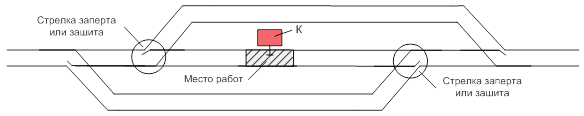 Стрелка заперта
или зашита
К
Место работ
Стрелка заперта
или зашита